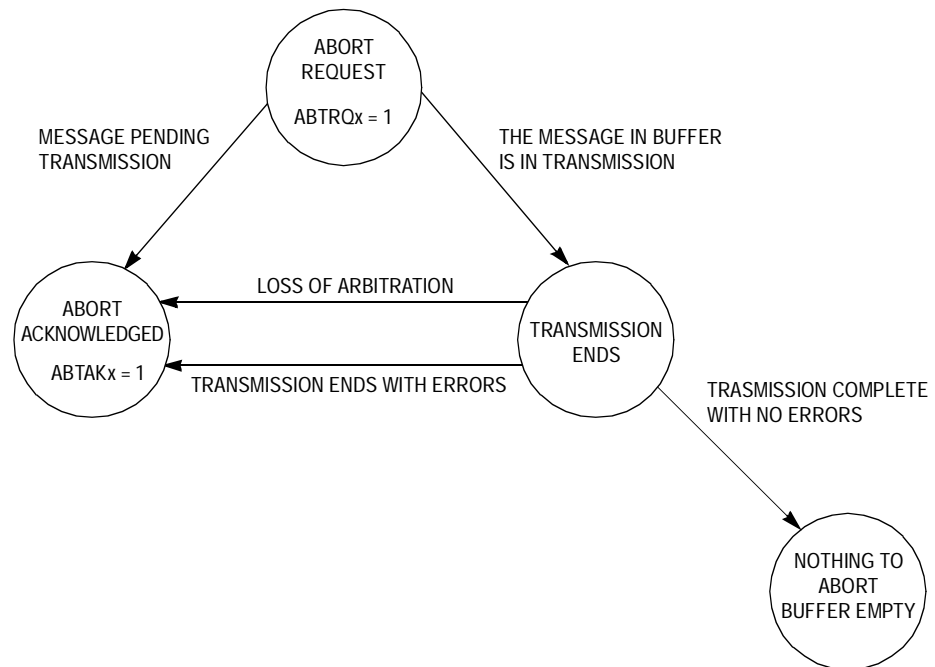 ABORT
REQUEST
ABTRQx = 1
MESSAGE PENDING
TRANSMISSION
THE MESSAGE IN BUFFER
IS IN TRANSMISSION
LOSS OF ARBITRATION
ABORT
ACKNOWLEDGED
ABTAKx = 1
TRANSMISSION
ENDS
TRANSMISSION ENDS WITH ERRORS
TRASMISSION COMPLETE
WITH NO ERRORS
NOTHING TO
ABORT
BUFFER EMPTY